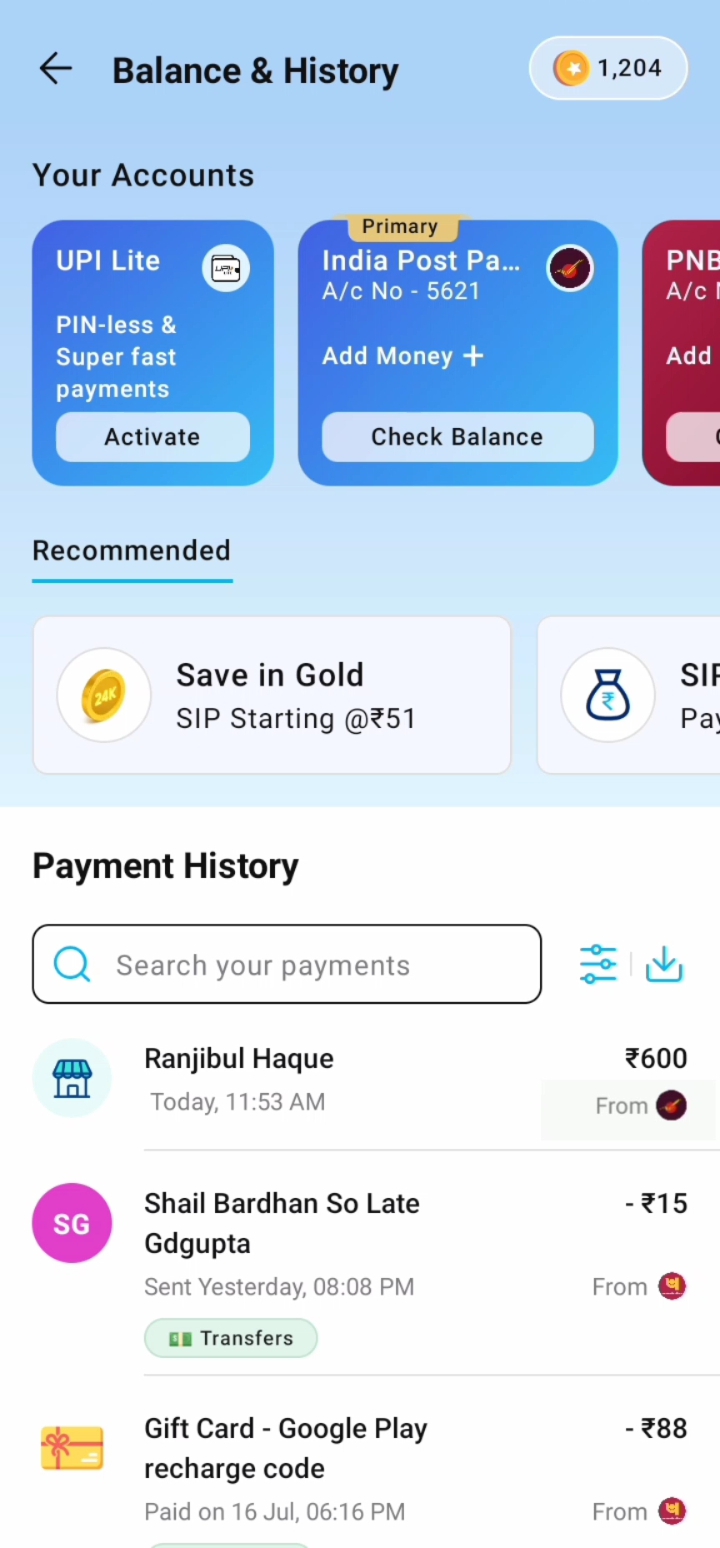 Balance & History
1,204
Your Accounts
UPI Lite
PIN-less &
Super fast
payments
Activate
Primary
India Post Pa...
A/c No - 5621
Add Money +
Check Balance
PNB
A/c
Add
Recommended
24K
Save in Gold
SIP Starting @₹51
₹
SIP
Pay
Payment History
Search your payments
Ranjibul Haque
₹600
Today, 11:53 AM
From
SG
Shail Bardhan So Late
Gdgupta
- ₹15
Sent Yesterday, 08:08 PM
From
Transfers
Gift Card - Google Play
recharge code
- ₹88
Paid on 16 Jul, 06:16 PM
From